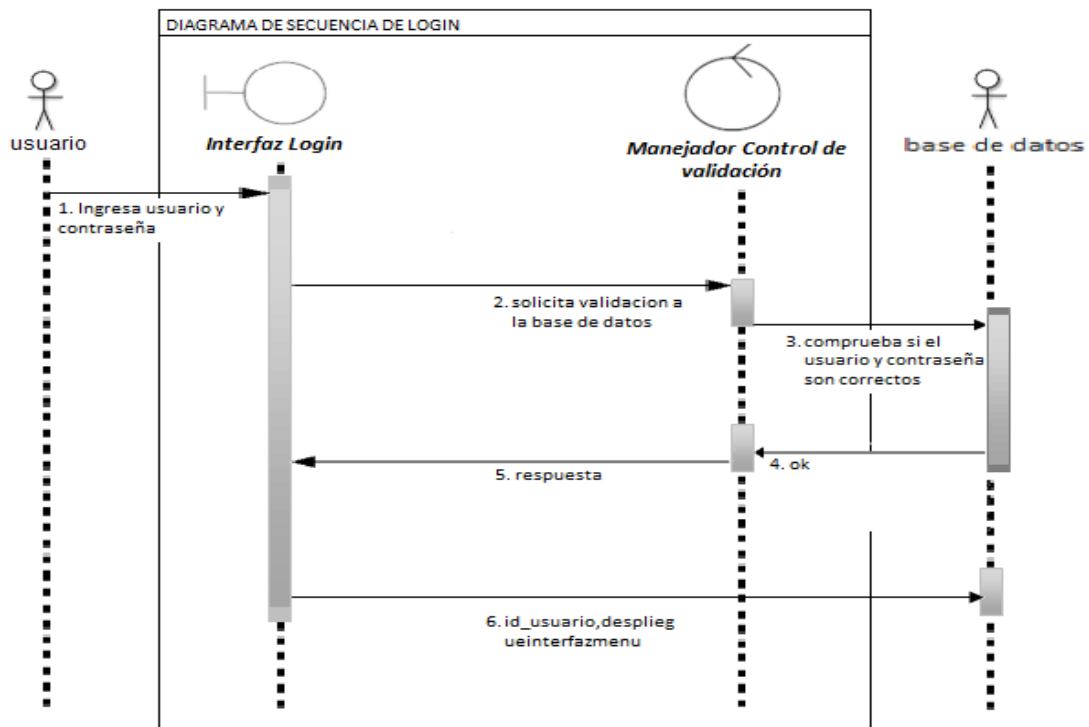 DIAGRAMA DE SECUENCIA DE LOGIN
usuario
Interfaz Login
Manejador Control de
validación
base de datos
1. Ingresa usuario y
contraseña
2. solicita validacion a
la base de datos
3. comprueba si el
usuario y contraseña
son correctos
4. ok
5. respuesta
6. id_usuario,desplieg
ueinterfazmenu